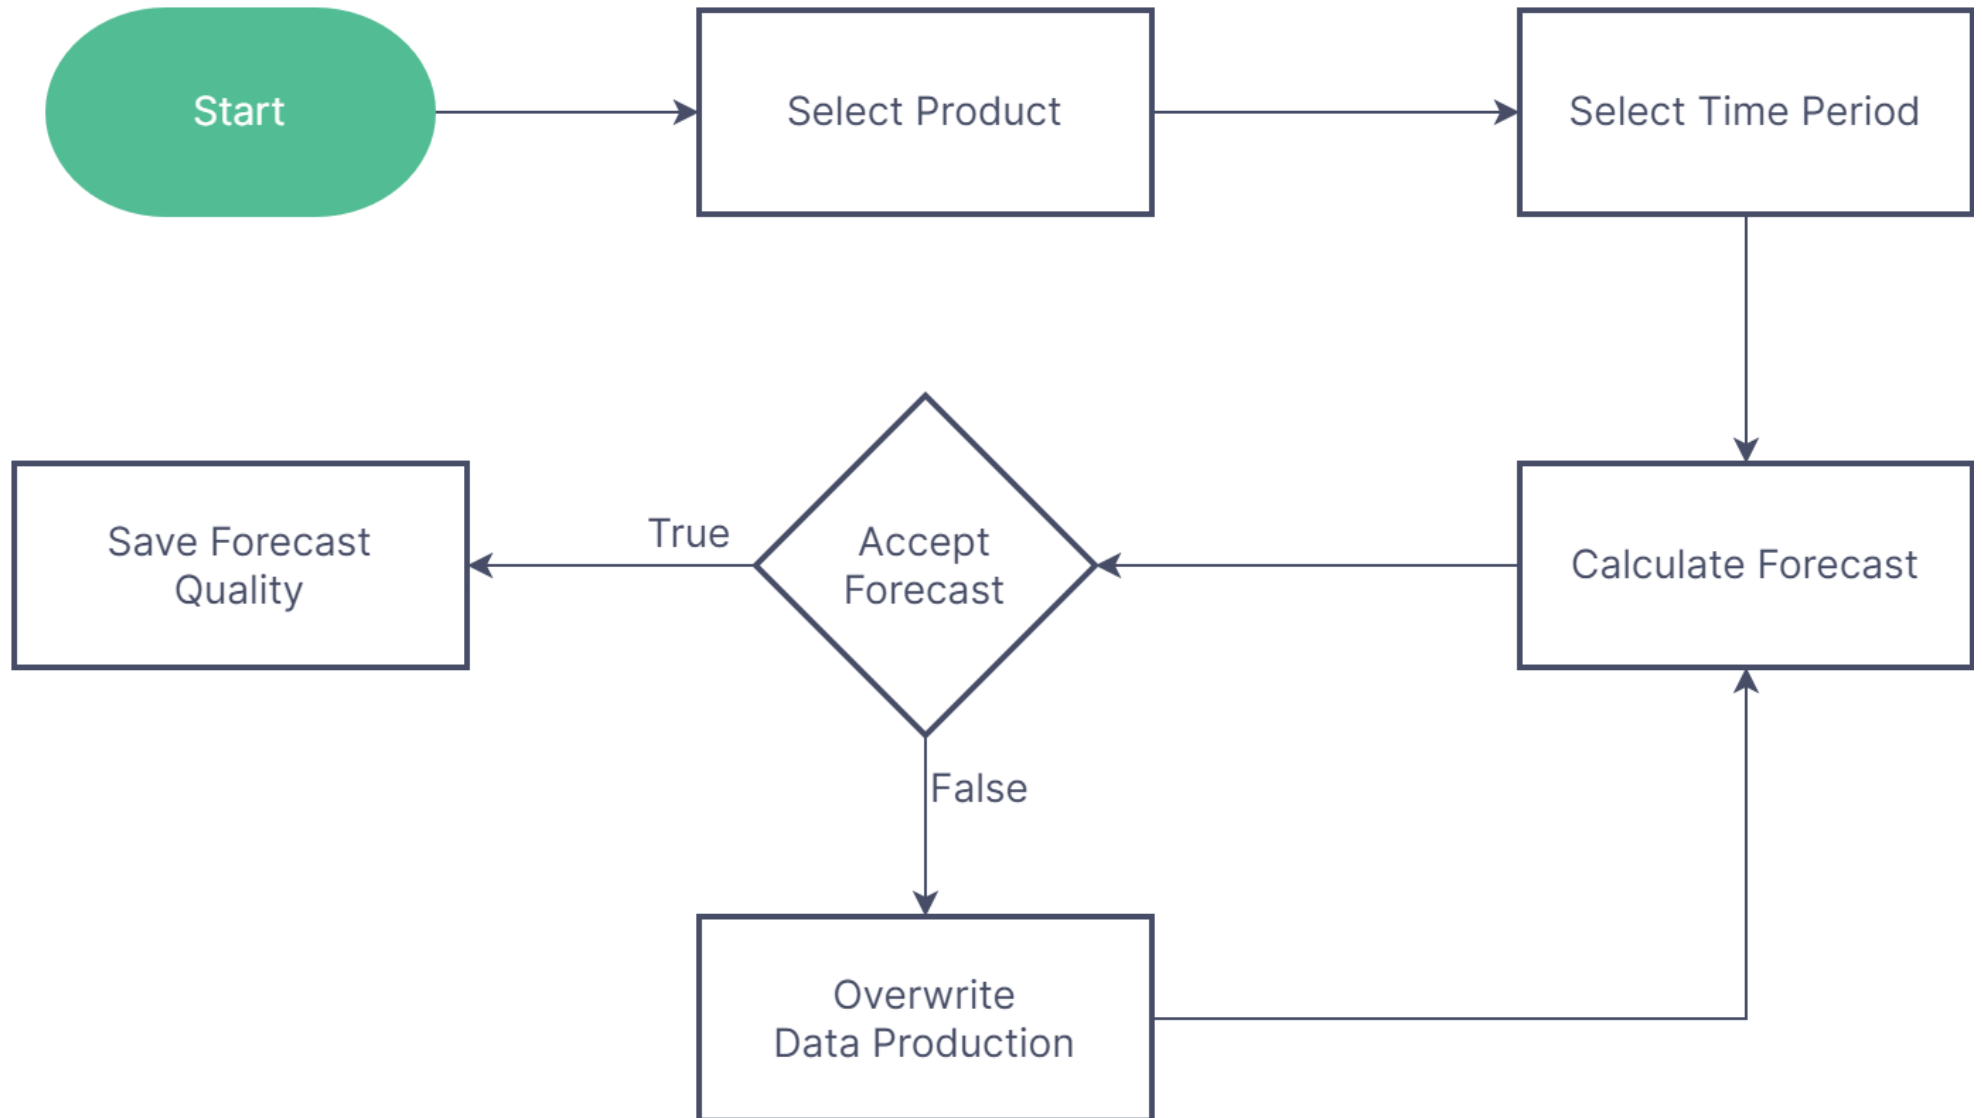 Start
Select Product
Select Time Period
Save Forecast
Quality
True
Accept
Forecast
Calculate Forecast
False
Overwrite
Data Production